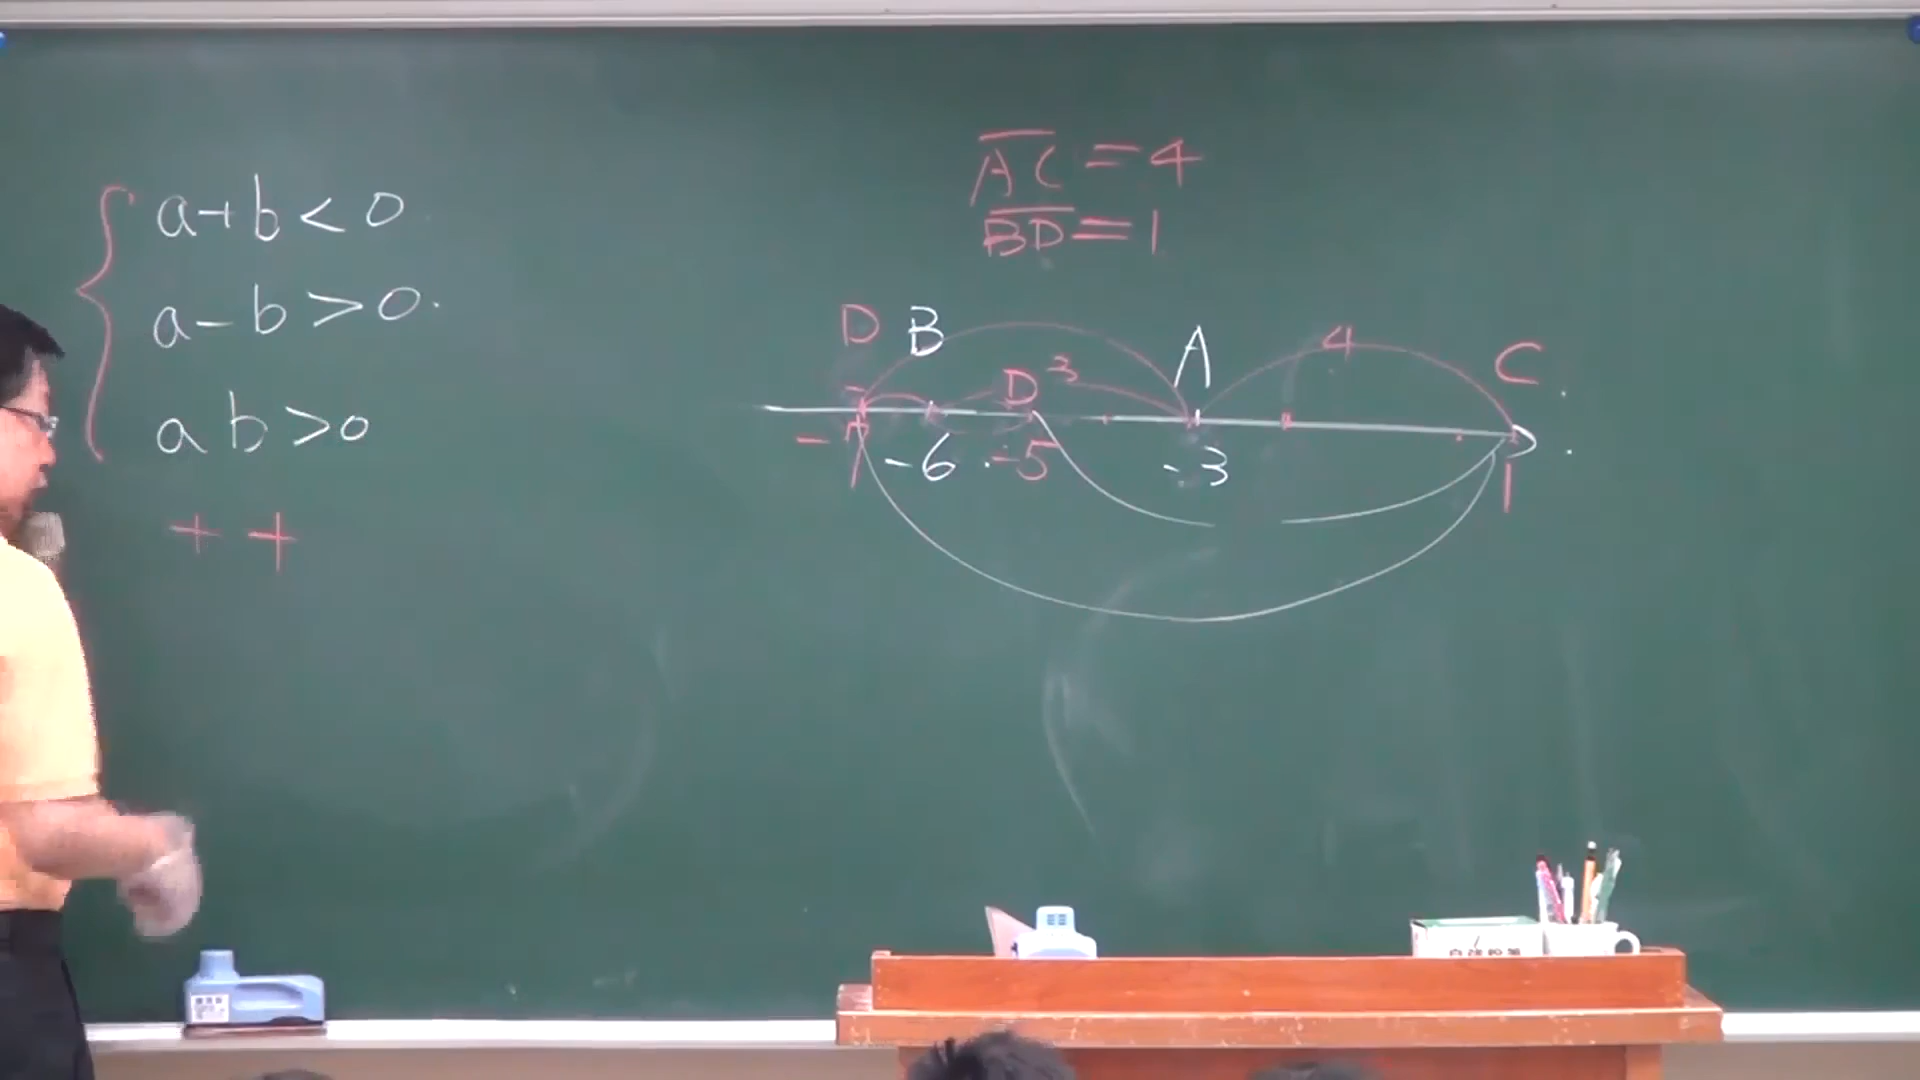 a+b<0
a-b>0.
ab>0
+ +
AC=4
BD=1
D B A 4 C
D 3
-7 -6 -5 -3 1